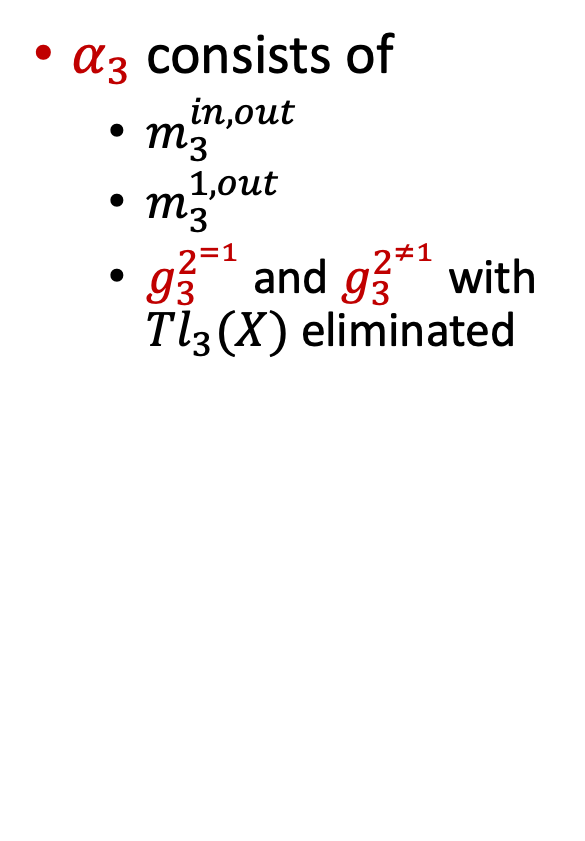 • α₃ consists of
• m₃^{in,out}
• m₃^{1,out}
• g₃^{2=1} and g₃^{2≠1} with
Tl₃(X) eliminated